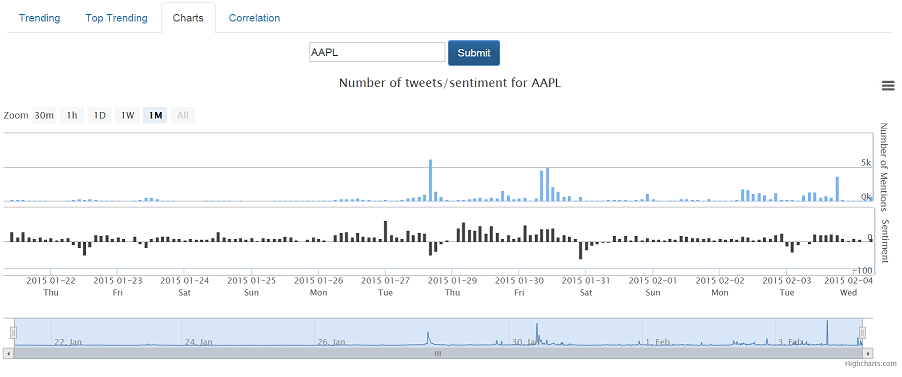 Trending Top Trending Charts Correlation
AAPL Submit
Number of tweets/sentiment for AAPL
Zoom 30m 1h 1D 1W 1M All
Number of Mentions
5k
0k
Sentiment
0
-100
2015 01-22 2015 01-23 2015 01-24 2015 01-25 2015 01-26 2015 01-27 2015 01-28 2015 01-29 2015 01-30 2015 01-31 2015 02-01 2015 02-02 2015 02-03 2015 02-04
Thu Fri Sat Sun Mon Tue Wed Thu Fri Sat Sun Mon Tue Wed
22. Jan 24. Jan 26. Jan 30. Jan 1. Feb 3. Feb
Highcharts.com